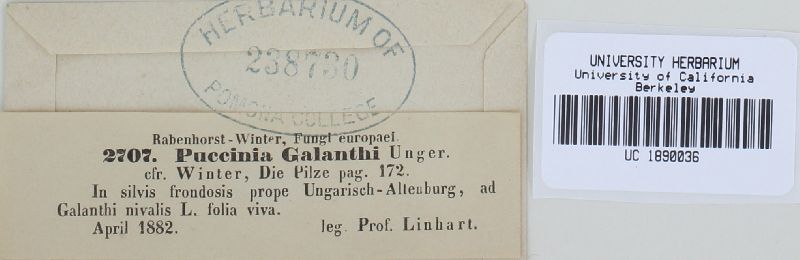 HERBARIUM OF
238730
POMONA COLLEGE
Rabenhorst-Winter, Fungi europaei.
2707. Puccinia Galanthi Unger.
cfr. Winter, Die Pilze pag. 172.
In silvis frondosis prope Ungarisch-Altenburg, ad
Galanthi nivalis L. folia viva.
April 1882. leg. Prof. Linhart.
UNIVERSITY HERBARIUM
University of California
Berkeley
UC 1890036